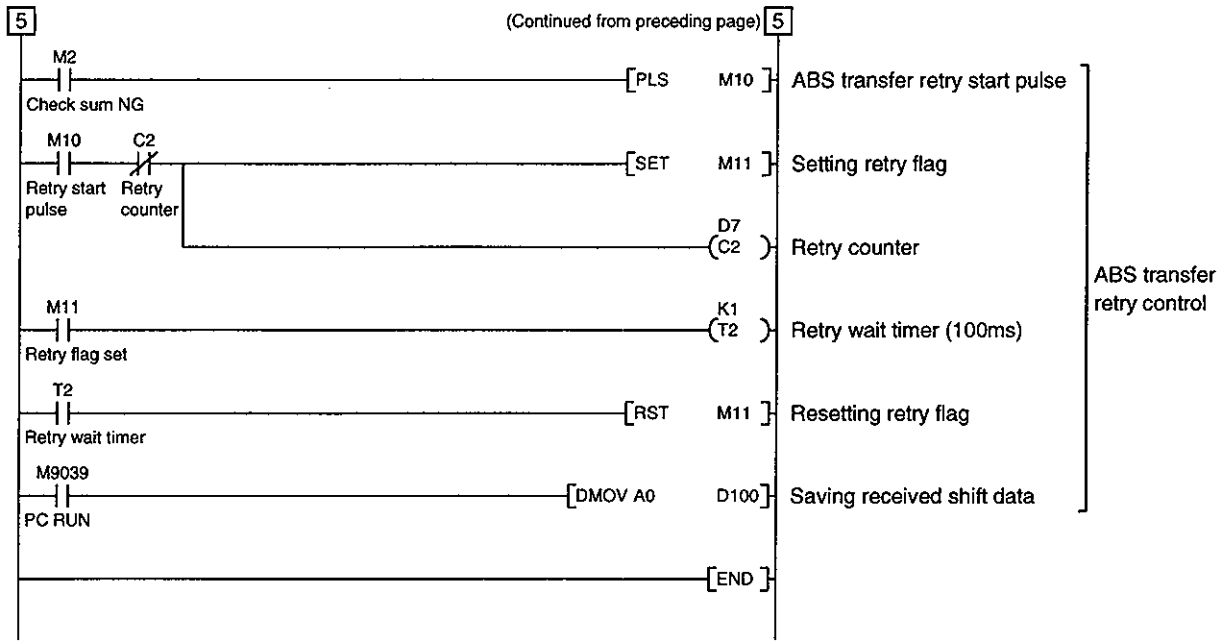 5 (Continued from preceding page) 5
M2
[PLS M10] ABS transfer retry start pulse
Check sum NG
M10 C2
[SET M11] Setting retry flag
Retry start pulse
Retry counter
D7
(C2) Retry counter
ABS transfer retry control
M11 K1
(T2) Retry wait timer (100ms)
Retry flag set
T2
[RST M11] Resetting retry flag
Retry wait timer
M9039
[DMOV A0 D100] Saving received shift data
PC RUN
[END]